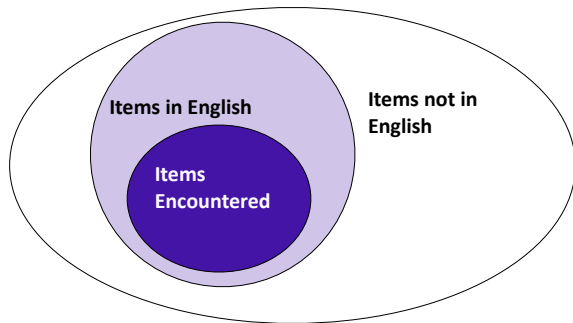 Items in English
Items not in
English
Items
Encountered